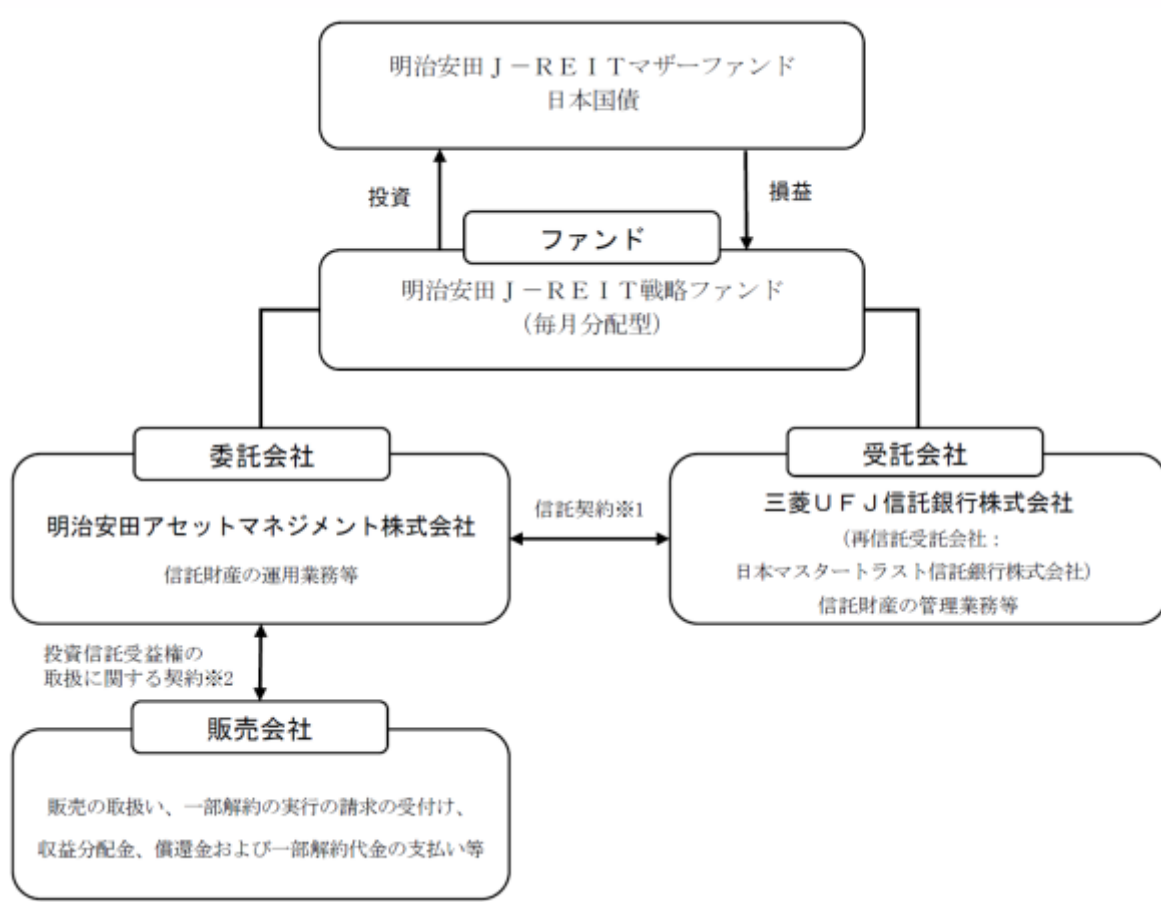 明治安田Ｊ－ＲＥＩＴマザーファンド
日本国債
投資
損益
ファンド
明治安田Ｊ－ＲＥＩＴ戦略ファンド
（毎月分配型）
委託会社
明治安田アセットマネジメント株式会社
信託財産の運用業務等
信託契約※1
受託会社
三菱ＵＦＪ信託銀行株式会社
（再信託受託会社：
日本マスタートラスト信託銀行株式会社）
信託財産の管理業務等
投資信託受益権の
取扱に関する契約※2
販売会社
販売の取扱い、一部解約の実行の請求の受付け、
収益分配金、償還金および一部解約代金の支払い等